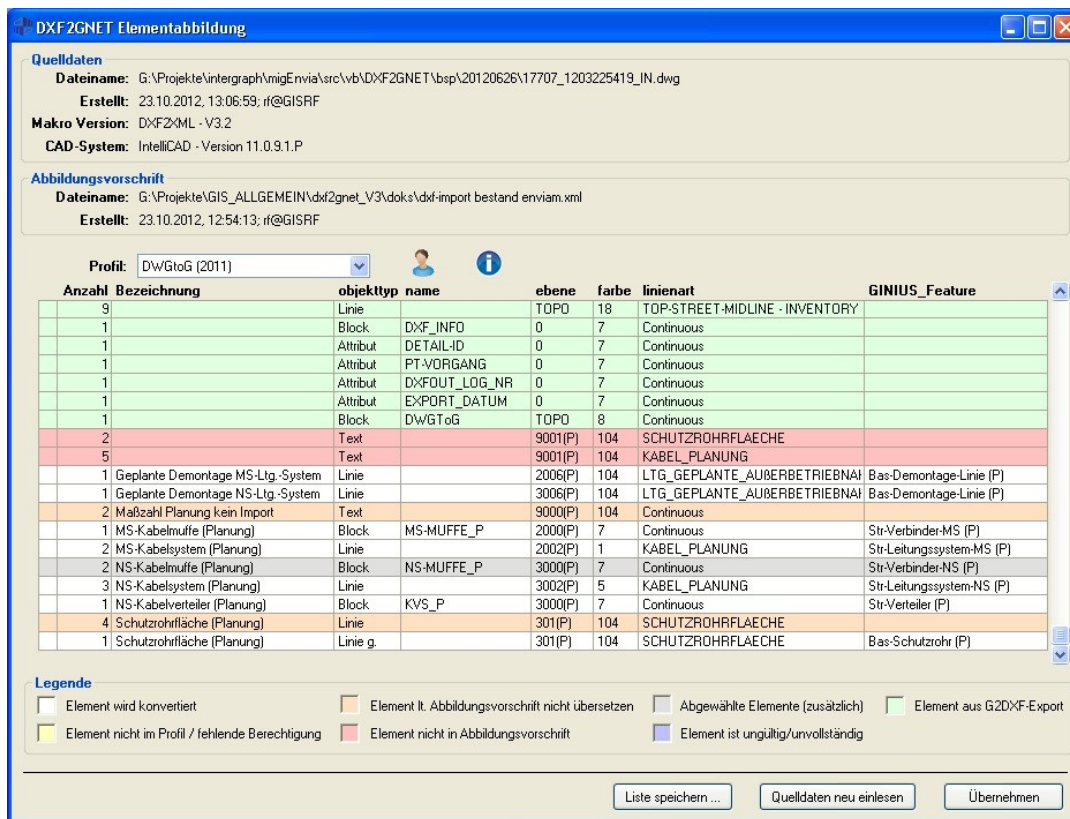 DXF2GNET Elementabbildung
Quelldaten
Dateiname: G:\Projekte\intergraph\migEnvia\src\vb\DXF2GNET\bsp\20120626\17707_1203225419_IN.dwg
Erstellt: 23.10.2012, 13:06:59; rf@GISRF
Makro Version: DXF2XML - V3.2
CAD-System: IntelliCAD - Version 11.0.9.1.P
Abbildungsvorschrift
Dateiname: G:\Projekte\GIS_ALLGEMEIN\dxf2gnet_V3\doks\dxf-import bestand enviam.xml
Erstellt: 23.10.2012, 12:54:13; rf@GISRF
Profil: DWGtoG (2011)
Anzahl Bezeichnung objekttyp name ebene farbe linienart GINIUS_Feature
9 Linie TOPO 18 TOP-STREET-MIDLINE - INVENTORY
1 Block DXF_INFO 0 7 Continuous
1 Attribut DETAIL-ID 0 7 Continuous
1 Attribut PT-VORGANG 0 7 Continuous
1 Attribut DXFOUT_LOG_NR 0 7 Continuous
1 Attribut EXPORT_DATUM 0 7 Continuous
1 Block DWGToG TOPO 8 Continuous
2 Text 9001(P) 104 SCHUTZROHRFLAECHE
5 Text 9001(P) 104 KABEL_PLANUNG
1 Geplante Demontage MS-Ltg.-System Linie 2006(P) 104 LTG_GEPLANTE_AUßERBETRIEBNAH Bas-Demontage-Linie (P)
1 Geplante Demontage NS-Ltg.-System Linie 3006(P) 104 LTG_GEPLANTE_AUßERBETRIEBNAH Bas-Demontage-Linie (P)
2 Maßzahl Planung kein Import Text 9000(P) 104 Continuous
1 MS-Kabelmuffe (Planung) Block MS-MUFFE_P 2000(P) 7 Continuous Str-Verbinder-MS (P)
2 MS-Kabelsystem (Planung) Linie 2002(P) 1 KABEL_PLANUNG Str-Leitungssystem-MS (P)
2 NS-Kabelmuffe (Planung) Block NS-MUFFE_P 3000(P) 7 Continuous Str-Verbinder-NS (P)
3 NS-Kabelsystem (Planung) Linie 3002(P) 5 KABEL_PLANUNG Str-Leitungssystem-NS (P)
1 NS-Kabelverteiler (Planung) Block KVS_P 3000(P) 7 Continuous Str-Verteiler (P)
4 Schutzrohrfläche (Planung) Linie 301(P) 104 SCHUTZROHRFLAECHE
1 Schutzrohrfläche (Planung) Linie g. 301(P) 104 SCHUTZROHRFLAECHE Bas-Schutzrohr (P)
Legende
Element wird konvertiert Element lt. Abbildungsvorschrift nicht übersetzen Abgewählte Elemente (zusätzlich) Element aus G2DXF-Export
Element nicht im Profil / fehlende Berechtigung Element nicht in Abbildungsvorschrift Element ist ungültig/unvollständig
Liste speichern ... Quelldaten neu einlesen Übernehmen